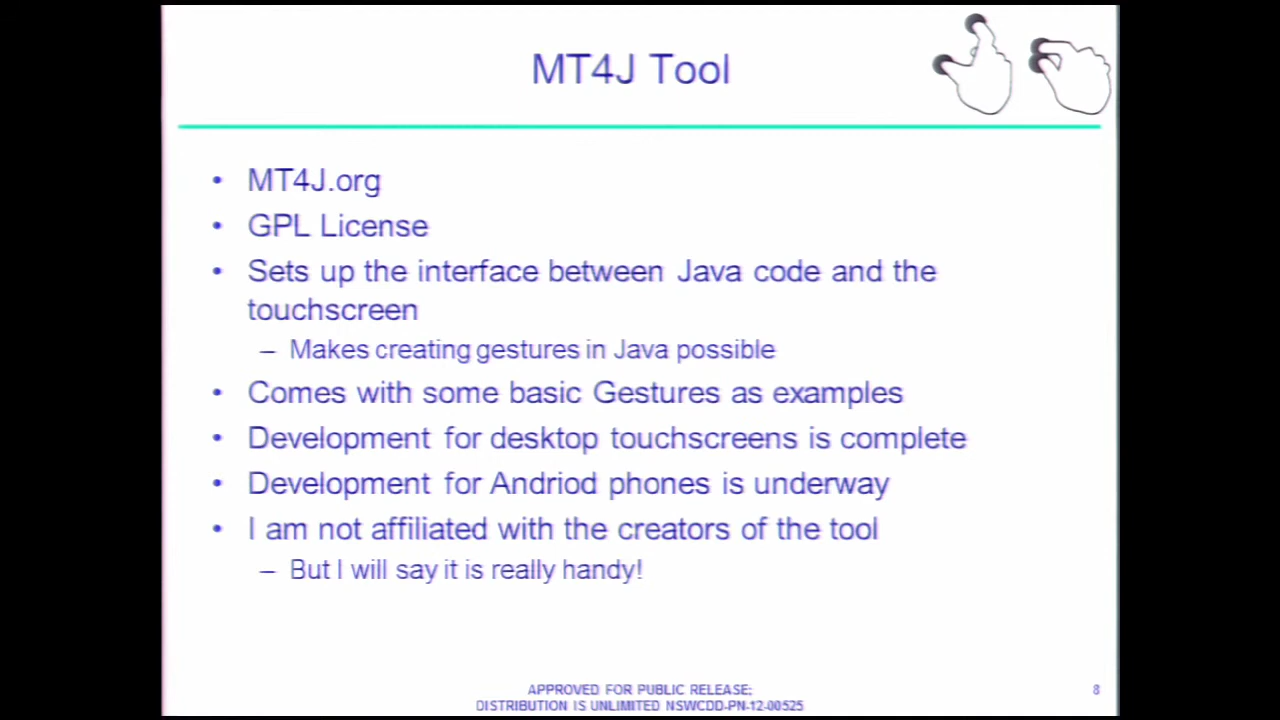 MT4J Tool
• MT4J.org
• GPL License
• Sets up the interface between Java code and the
touchscreen
– Makes creating gestures in Java possible
• Comes with some basic Gestures as examples
• Development for desktop touchscreens is complete
• Development for Andriod phones is underway
• I am not affiliated with the creators of the tool
– But I will say it is really handy!
APPROVED FOR PUBLIC RELEASE;
DISTRIBUTION IS UNLIMITED NSWCDD-PN-12-00525
8